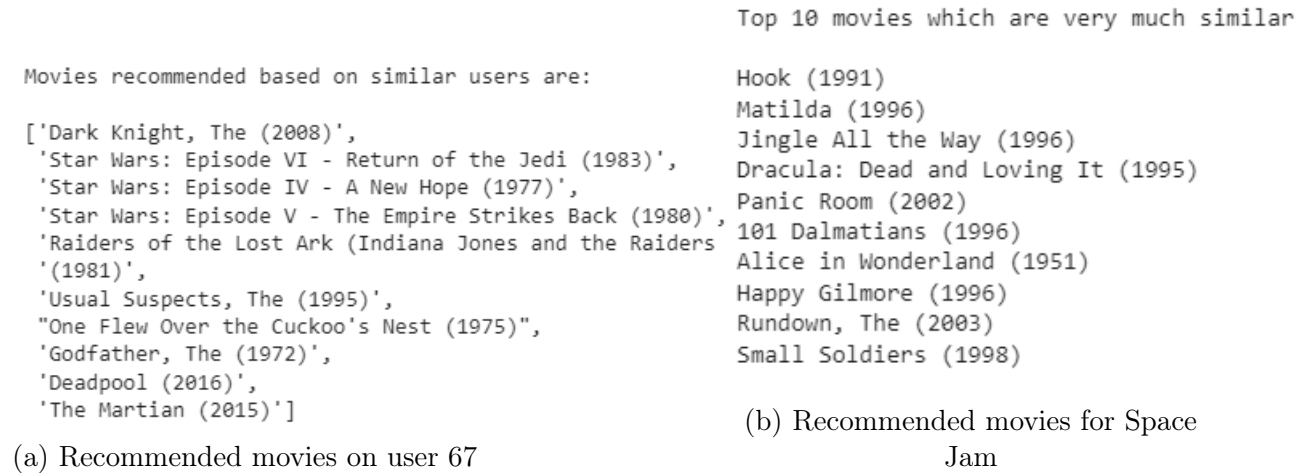 Movies recommended based on similar users are:
['Dark Knight, The (2008)',
'Star Wars: Episode VI - Return of the Jedi (1983)',
'Star Wars: Episode IV - A New Hope (1977)',
'Star Wars: Episode V - The Empire Strikes Back (1980)',
'Raiders of the Lost Ark (Indiana Jones and the Raiders
'(1981)',
'Usual Suspects, The (1995)',
"One Flew Over the Cuckoo's Nest (1975)",
'Godfather, The (1972)',
'Deadpool (2016)',
'The Martian (2015)']
(a) Recommended movies on user 67
Top 10 movies which are very much similar
Hook (1991)
Matilda (1996)
Jingle All the Way (1996)
Dracula: Dead and Loving It (1995)
Panic Room (2002)
101 Dalmatians (1996)
Alice in Wonderland (1951)
Happy Gilmore (1996)
Rundown, The (2003)
Small Soldiers (1998)
(b) Recommended movies for Space
Jam